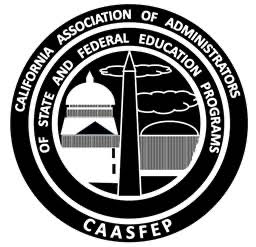 CALIFORNIA ASSOCIATION OF ADMINISTRATORS
OF STATE AND FEDERAL EDUCATION PROGRAMS
CAASFEP